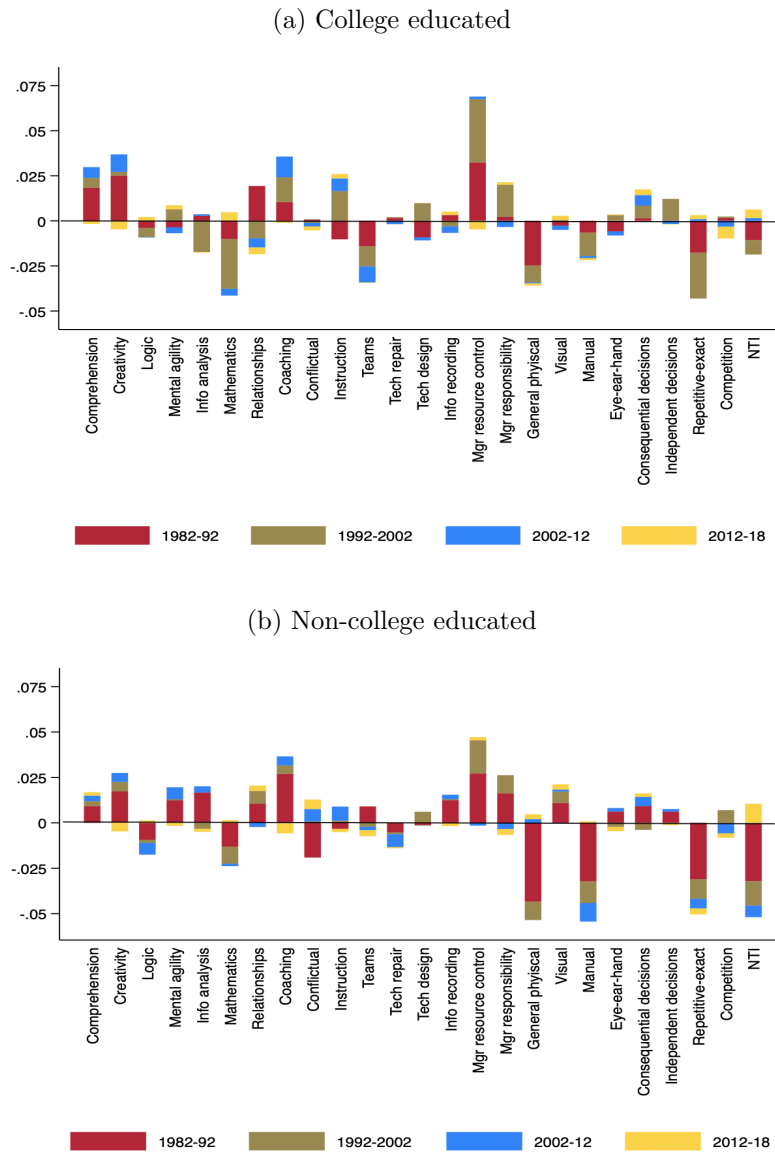 (a) College educated
.075
.05
.025
0
-.025
-.05
Comprehension
Creativity
Logic
Mental agility
Info analysis
Mathematics
Relationships
Coaching
Conflictual
Instruction
Teams
Tech repair
Tech design
Info recording
Mgr resource control
Mgr responsibility
General phyiscal
Visual
Manual
Eye-ear-hand
Consequential decisions
Independent decisions
Repetitive-exact
Competition
NTI
1982-92 1992-2002 2002-12 2012-18
(b) Non-college educated
.075
.05
.025
0
-.025
-.05
Comprehension
Creativity
Logic
Mental agility
Info analysis
Mathematics
Relationships
Coaching
Conflictual
Instruction
Teams
Tech repair
Tech design
Info recording
Mgr resource control
Mgr responsibility
General phyiscal
Visual
Manual
Eye-ear-hand
Consequential decisions
Independent decisions
Repetitive-exact
Competition
NTI
1982-92 1992-2002 2002-12 2012-18